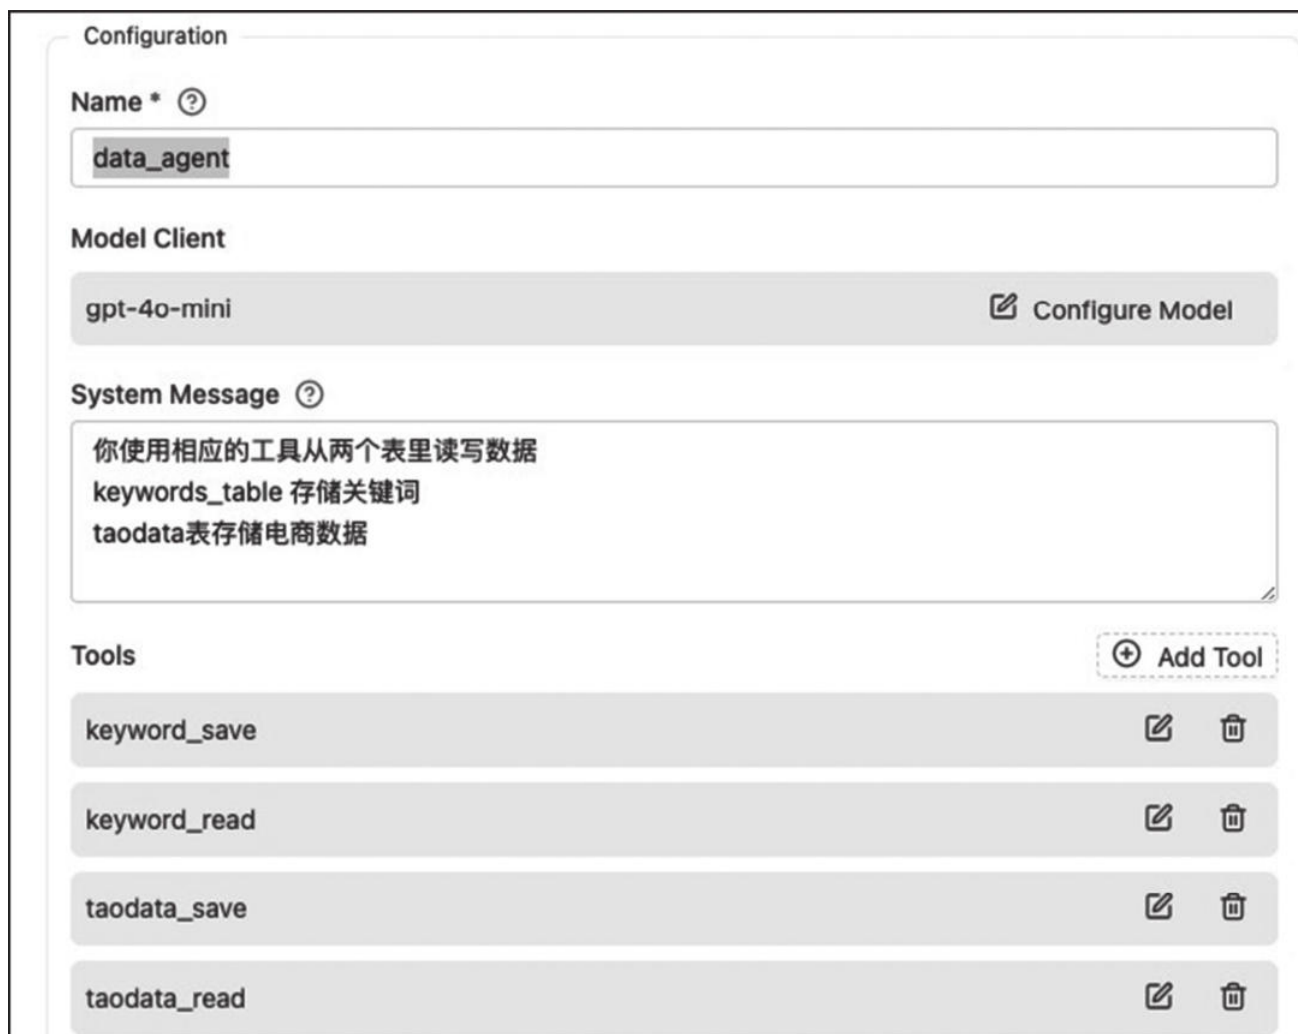 Configuration
Name *
data_agent
Model Client
gpt-4o-mini
Configure Model
System Message
你使用相应的工具从两个表里读写数据
keywords_table 存储关键词
taodata表存储电商数据
Tools
Add Tool
keyword_save
keyword_read
taodata_save
taodata_read